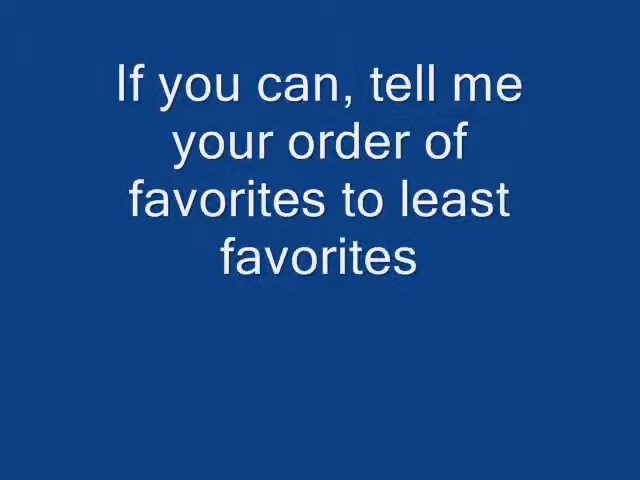 If you can, tell me
your order of
favorites to least
favorites